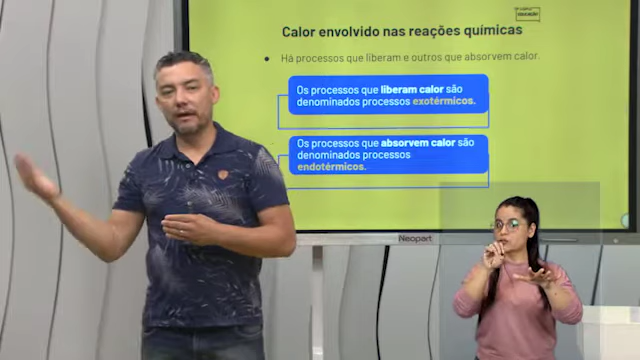 EDUCAÇÃO
Calor envolvido nas reações químicas
• Há processos que liberam e outros que absorvem calor.
Os processos que liberam calor são
denominados processos exotérmicos.
Os processos que absorvem calor são
denominados processos
endotérmicos.
Neopart